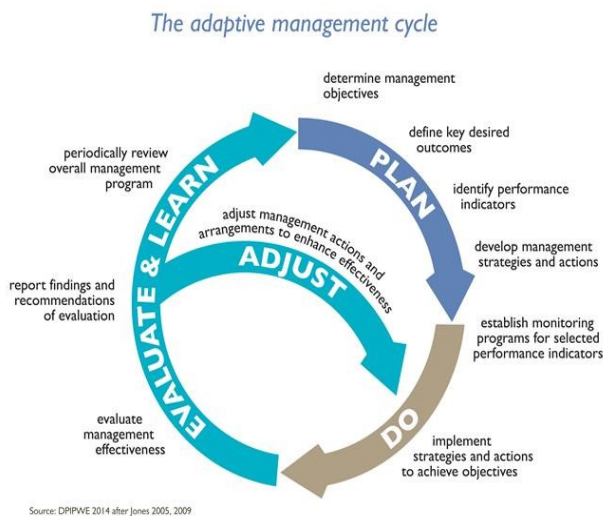 The adaptive management cycle
determine management
objectives
define key desired
outcomes
identify performance
indicators
develop management
strategies and actions
PLAN
establish monitoring
programs for selected
performance indicators
implement
strategies and actions
to achieve objectives
DO
evaluate
management
effectiveness
report findings and
recommendations
of evaluation
periodically review
overall management
program
EVALUATE & LEARN
adjust management actions and
arrangements to enhance effectiveness
ADJUST
Source: DPIPWE 2014 after Jones 2005, 2009